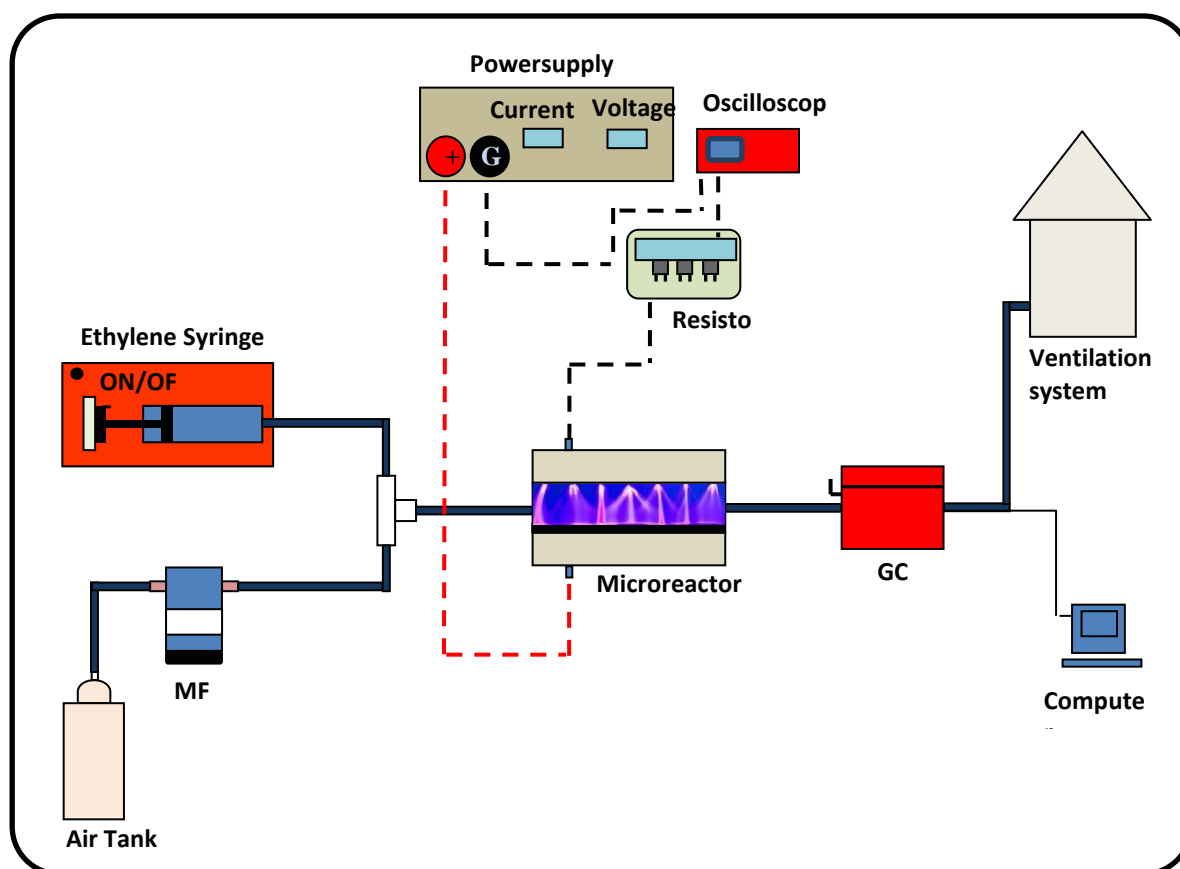 Powersupply
Current
Voltage
Oscilloscop
+
G
Resisto
Ethylene Syringe
ON/OF
Ventilation
system
Microreactor
GC
MF
Compute
Air Tank